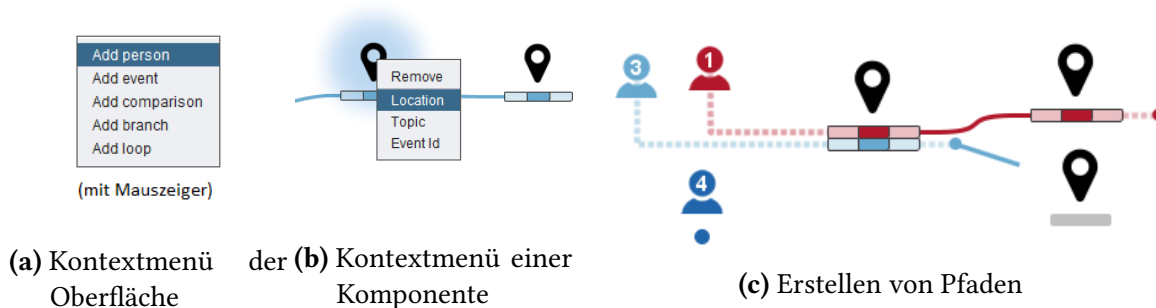 Add person
Add event
Add comparison
Add branch
Add loop
(mit Mauszeiger)
Remove
Location
Topic
Event Id
3
1
4
(a) Kontextmenü der
Oberfläche
(b) Kontextmenü einer
Komponente
(c) Erstellen von Pfaden